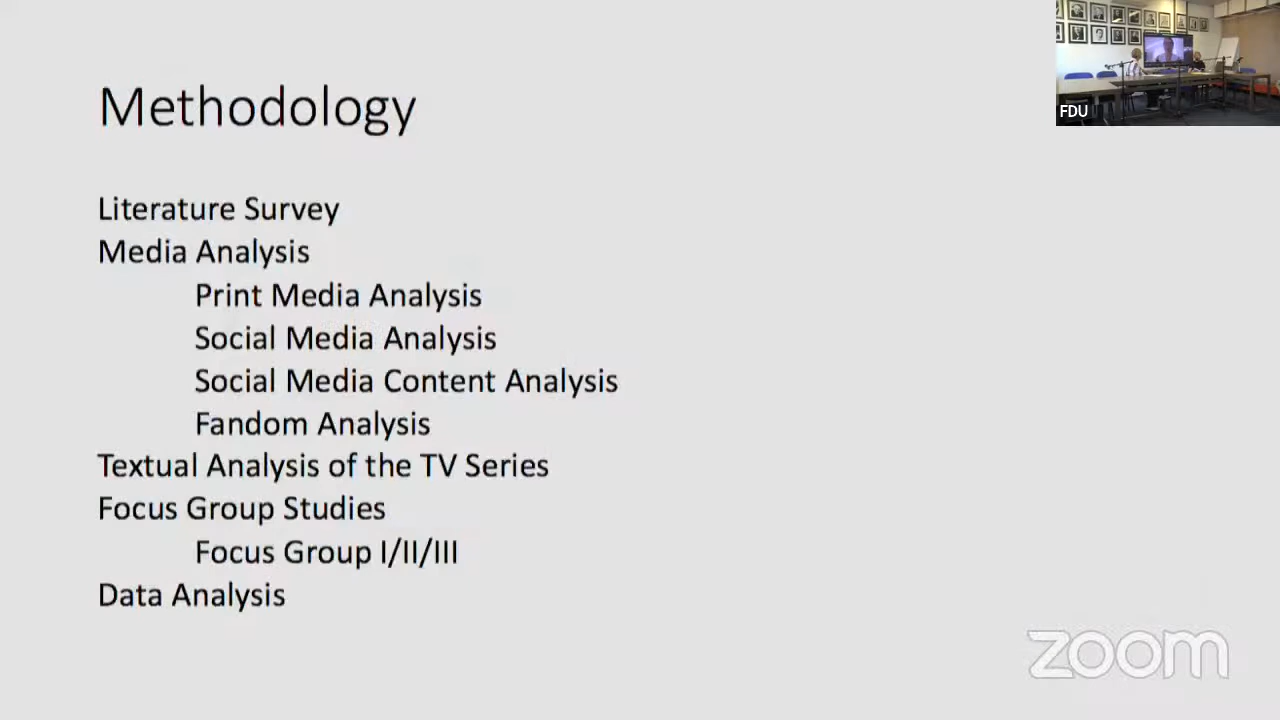 Methodology
FDU
Literature Survey
Media Analysis
Print Media Analysis
Social Media Analysis
Social Media Content Analysis
Fandom Analysis
Textual Analysis of the TV Series
Focus Group Studies
Focus Group I/II/III
Data Analysis
zoom